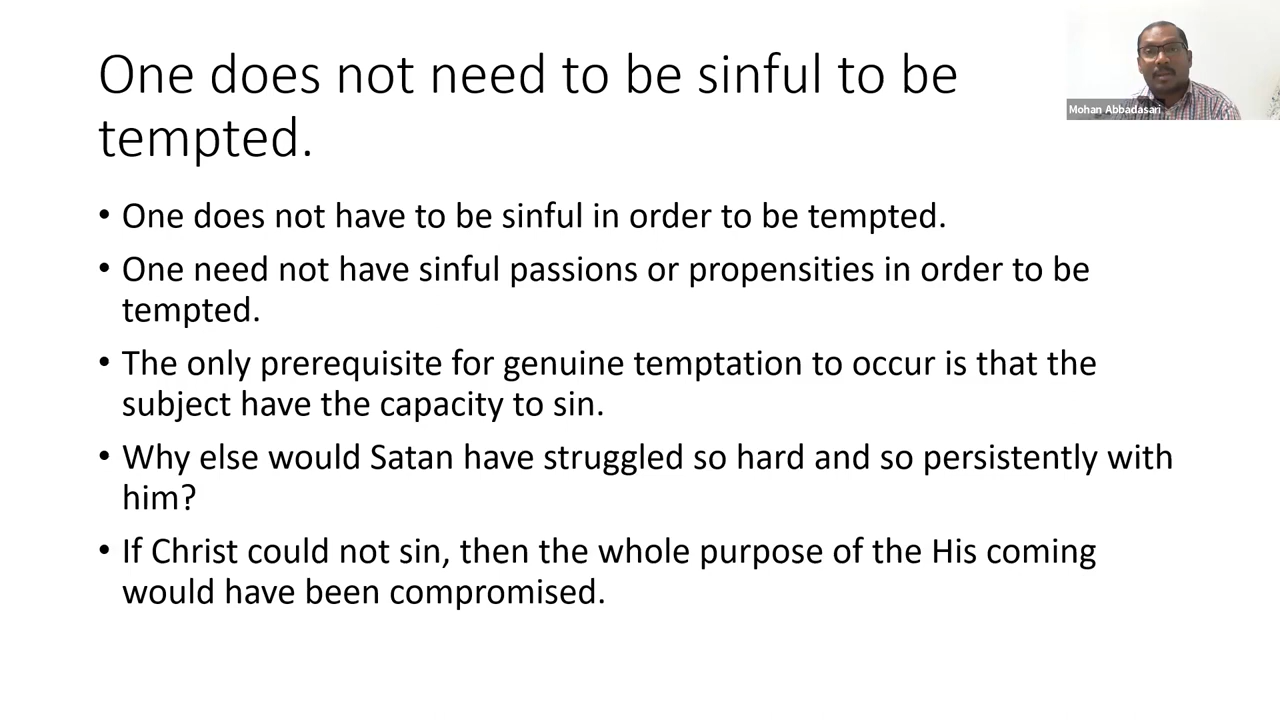 One does not need to be sinful to be
tempted.
Mohan Abbadasari
• One does not have to be sinful in order to be tempted.
• One need not have sinful passions or propensities in order to be
tempted.
• The only prerequisite for genuine temptation to occur is that the
subject have the capacity to sin.
• Why else would Satan have struggled so hard and so persistently with
him?
• If Christ could not sin, then the whole purpose of the His coming
would have been compromised.